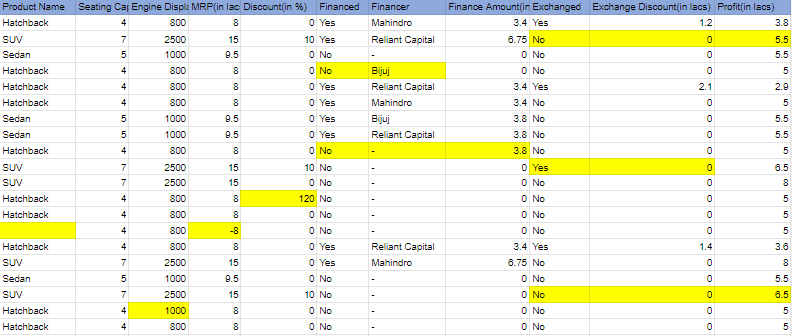 Product Name Seating Cap Engine Displa MRP(in lac Discount(in %) Financed Financer Finance Amount(in Exchanged Exchange Discount(in lacs) Profit(in lacs)
Hatchback 4 800 8 0 Yes Mahindro 3.4 Yes 1.2 3.8
SUV 7 2500 15 10 Yes Reliant Capital 6.75 No 0 5.5
Sedan 5 1000 9.5 0 No - 0 No 0 5.5
Hatchback 4 800 8 0 No Bijuj 0 No 0 5
Hatchback 4 800 8 0 Yes Reliant Capital 3.4 Yes 2.1 2.9
Hatchback 4 800 8 0 Yes Mahindro 3.4 No 0 5
Sedan 5 1000 9.5 0 Yes Bijuj 3.8 No 0 5.5
Sedan 5 1000 9.5 0 Yes Reliant Capital 3.8 No 0 5.5
Hatchback 4 800 8 0 No - 3.8 No 0 5
SUV 7 2500 15 10 No - 0 Yes 0 6.5
SUV 7 2500 15 0 No - 0 No 0 8
Hatchback 4 800 8 120 No - 0 No 0 5
Hatchback 4 800 8 0 No - 0 No 0 5
4 800 -8 0 No - 0 No 0 5
Hatchback 4 800 8 0 Yes Reliant Capital 3.4 Yes 1.4 3.6
SUV 7 2500 15 0 Yes Mahindro 6.75 No 0 8
Sedan 5 1000 9.5 0 No - 0 No 0 5.5
SUV 7 2500 15 10 No - 0 No 0 6.5
Hatchback 4 1000 8 0 No - 0 No 0 5
Hatchback 4 800 8 0 No - 0 No 0 5